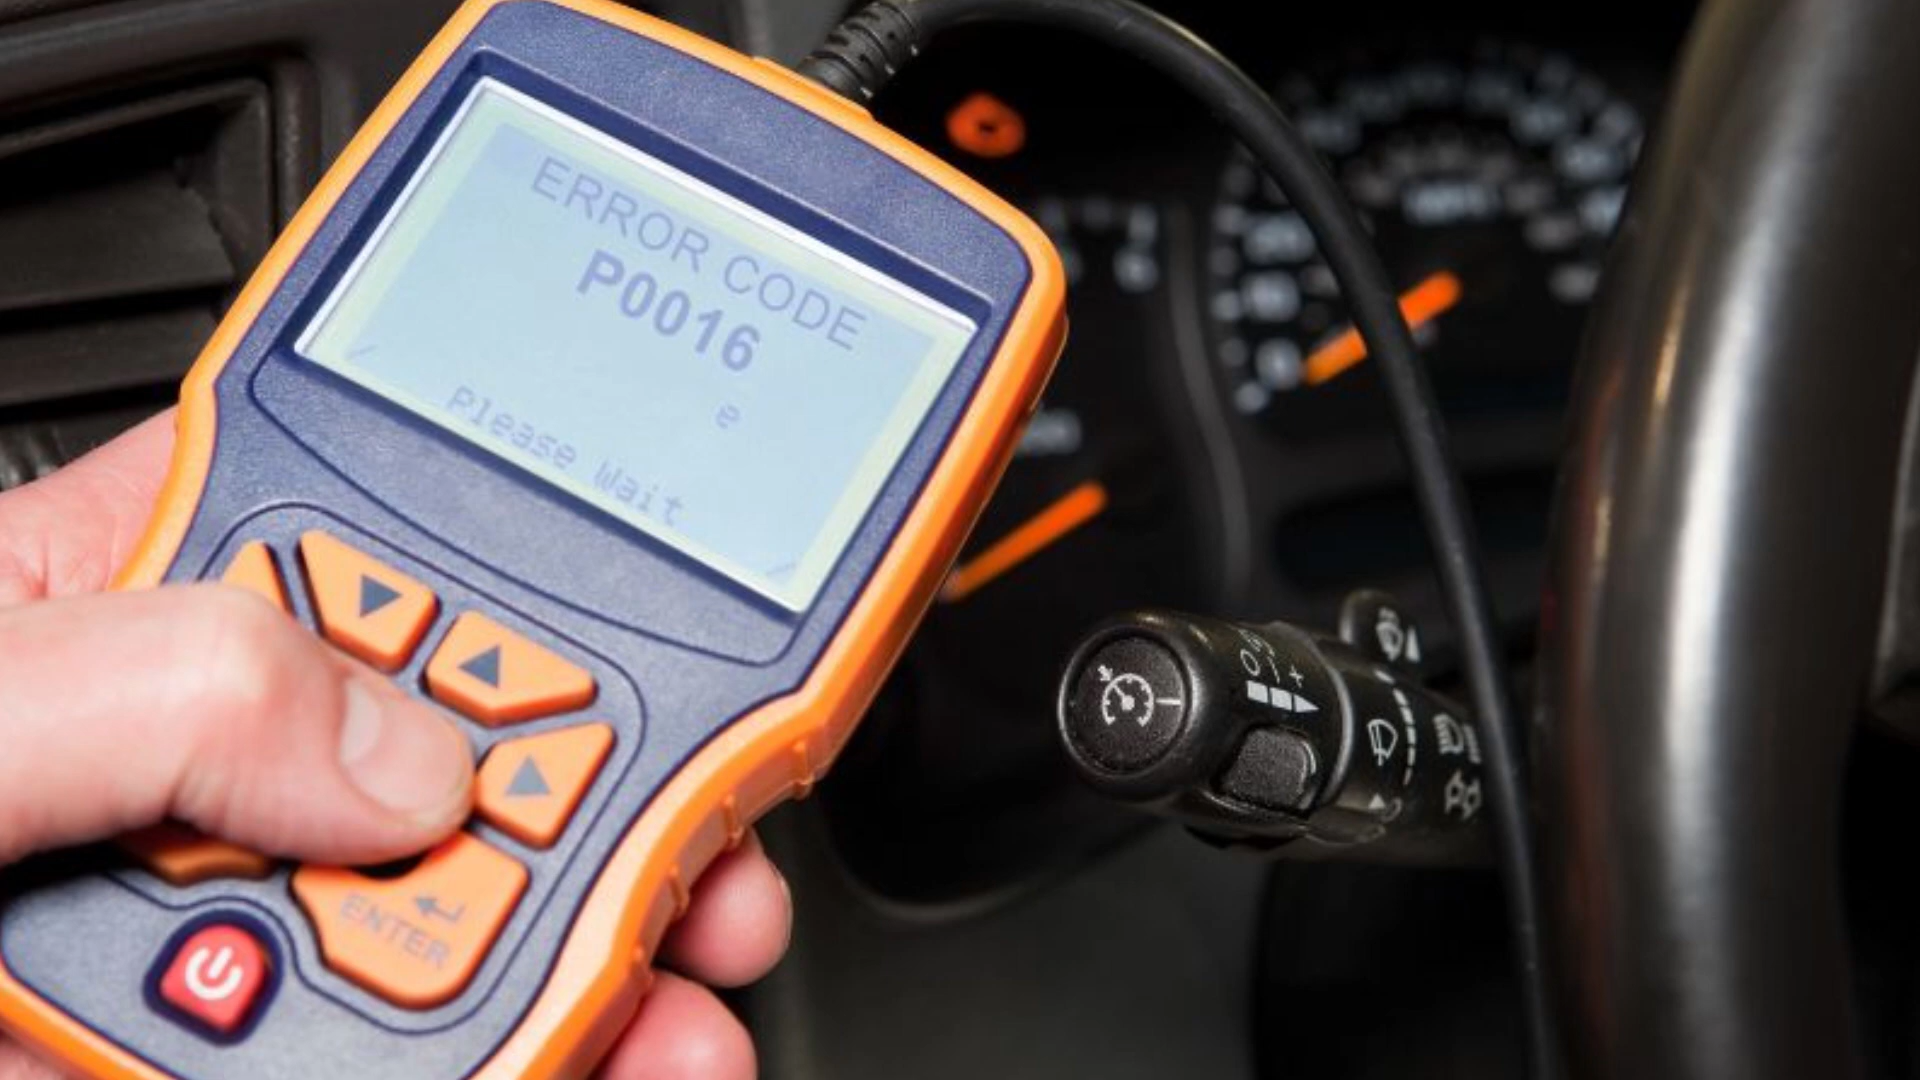 ERROR CODE
P0016
e
Please Wait
ENTER